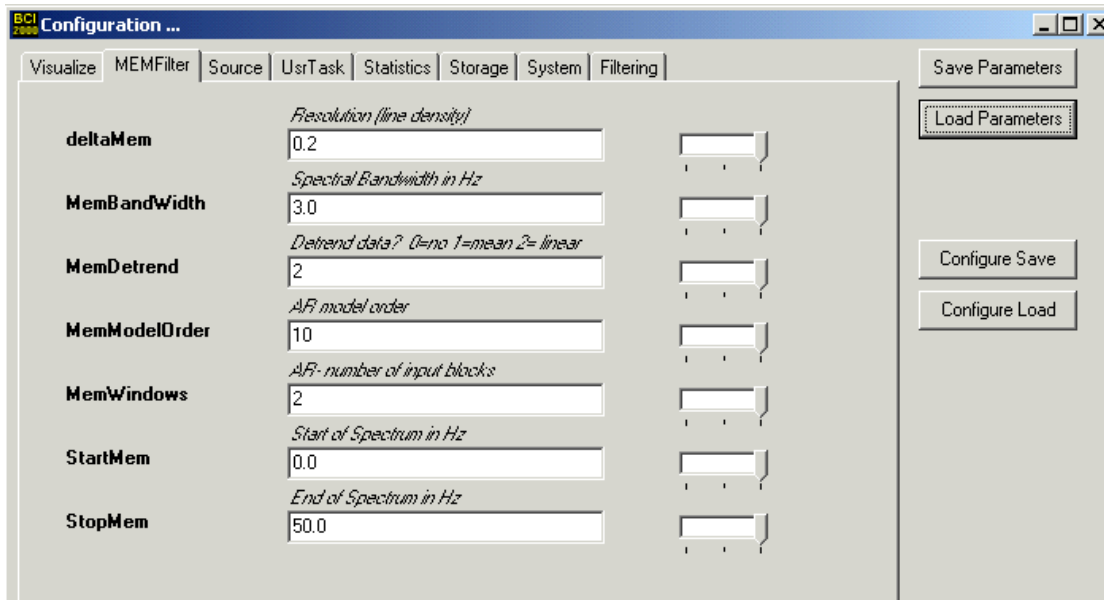 BCI 2000 Configuration ...
Visualize MEMFilter Source UsrTask Statistics Storage System Filtering
Save Parameters
Load Parameters
Resolution (line density)
deltaMem 0.2
Spectral Bandwidth in Hz
MemBandWidth 3.0
Detrend data? 0=no 1=mean 2= linear
MemDetrend 2
Configure Save
AR model order
MemModelOrder 10
Configure Load
AR- number of input blocks
MemWindows 2
Start of Spectrum in Hz
StartMem 0.0
End of Spectrum in Hz
StopMem 50.0